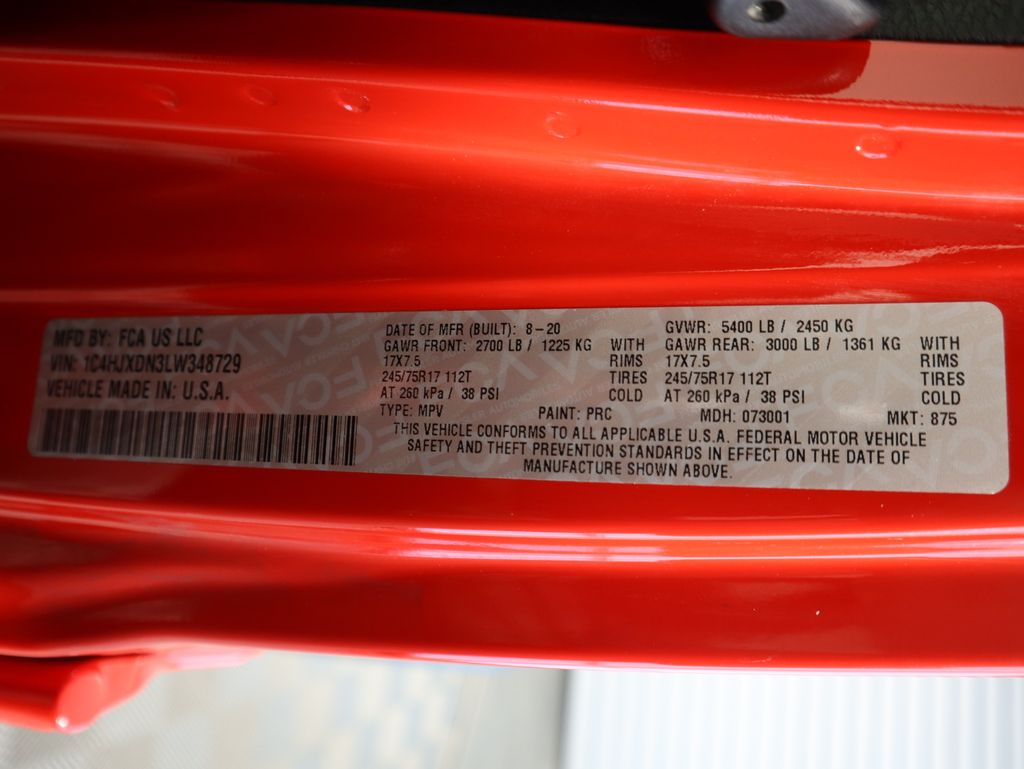 MFD BY: FCA US LLC
VIN: 1C4HJXDN3LW348729
VEHICLE MADE IN: U.S.A.
DATE OF MFR (BUILT): 8-20
GVWR: 5400 LB / 2450 KG
GAWR FRONT: 2700 LB / 1225 KG WITH
GAWR REAR: 3000 LB / 1361 KG WITH
17X7.5 RIMS
17X7.5 RIMS
245/75R17 112T TIRES
245/75R17 112T TIRES
AT 260 kPa / 38 PSI COLD
AT 260 kPa / 38 PSI COLD
TYPE: MPV PAINT: PRC MDH: 073001 MKT: 875
THIS VEHICLE CONFORMS TO ALL APPLICABLE U.S.A. FEDERAL MOTOR VEHICLE
SAFETY AND THEFT PREVENTION STANDARDS IN EFFECT ON THE DATE OF
MANUFACTURE SHOWN ABOVE.